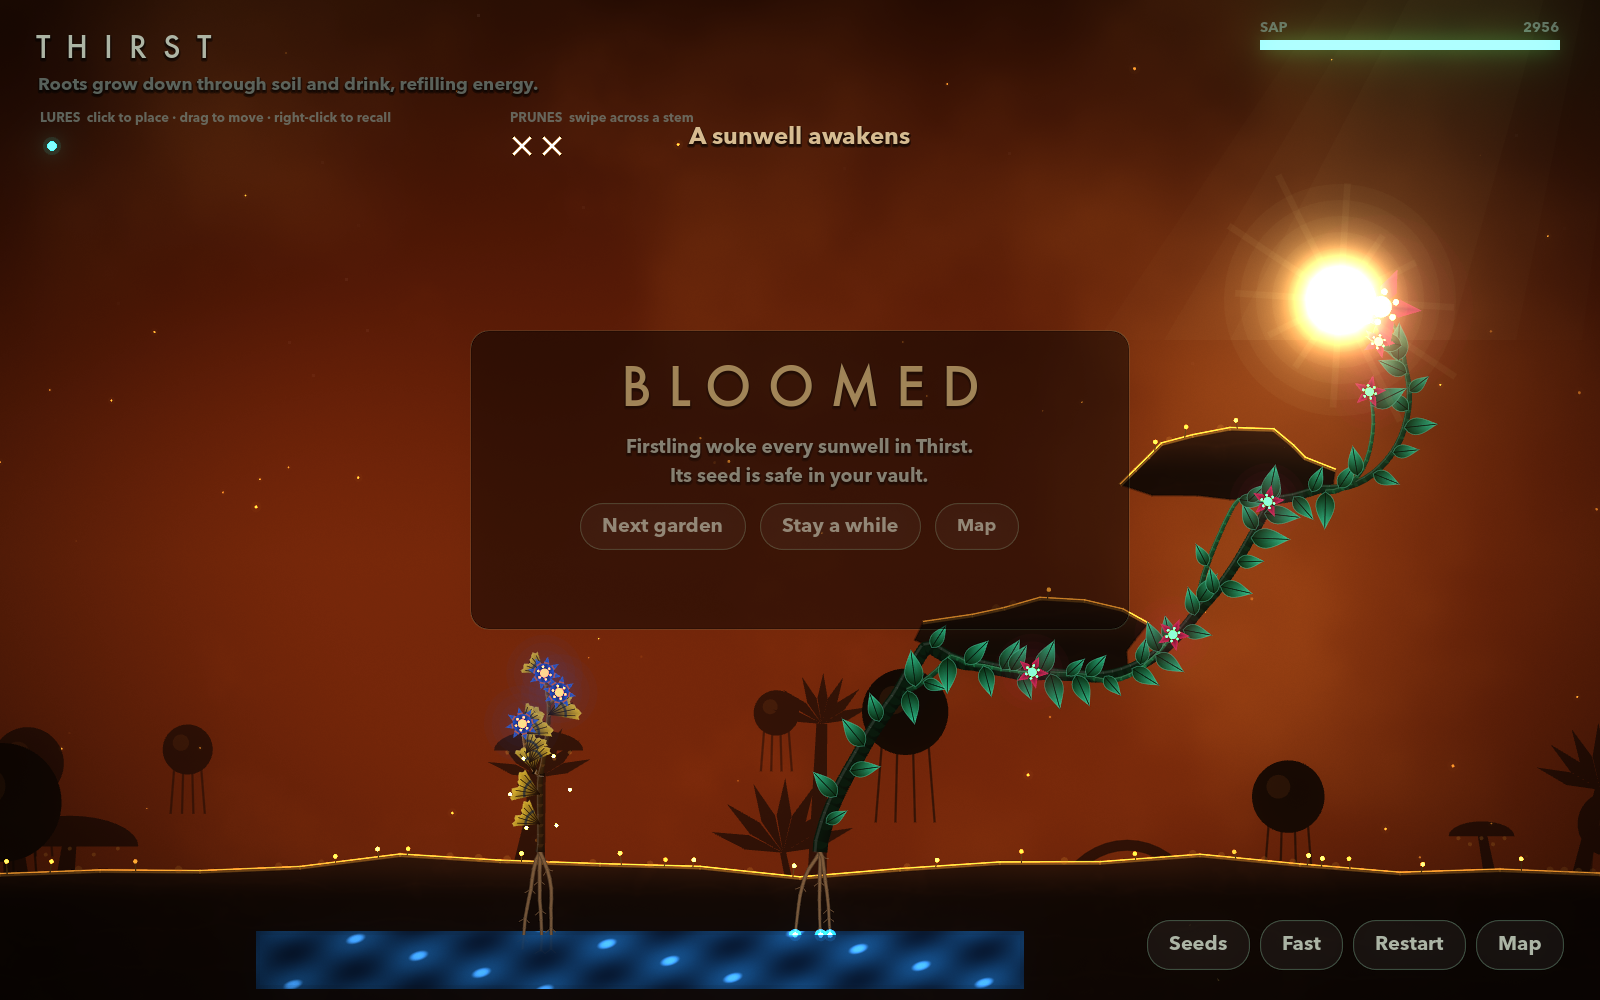 THIRST
SAP 2956
Roots grow down through soil and drink, refilling energy.
LURES click to place · drag to move · right-click to recall
PRUNES swipe across a stem
A sunwell awakens
BLOOMED
Firstling woke every sunwell in Thirst.
Its seed is safe in your vault.
Next garden Stay a while Map
Seeds Fast Restart Map